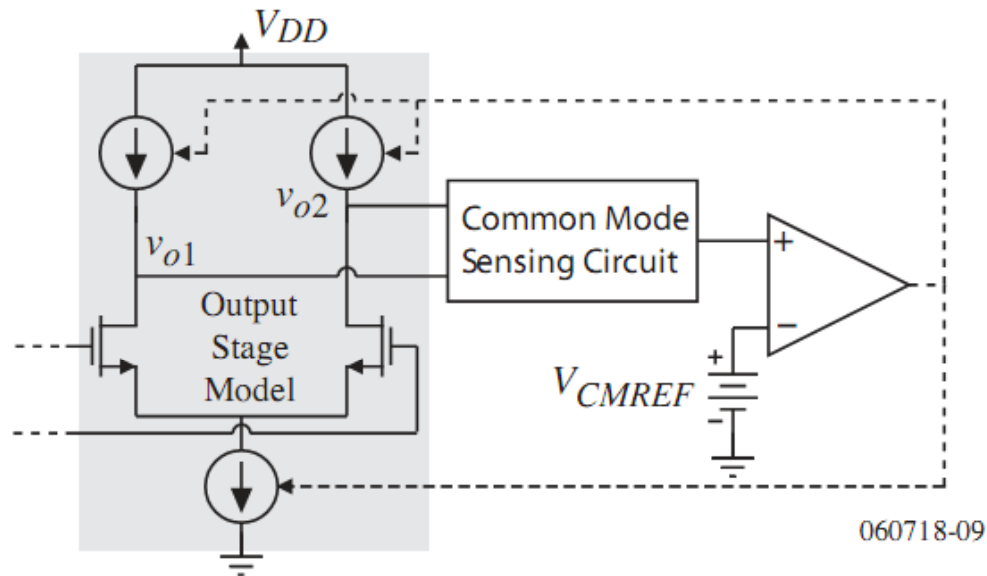 VDD
vo2
vo1
Common Mode
Sensing Circuit
+
−
Output
Stage
Model
+
VCMREF
−
060718-09